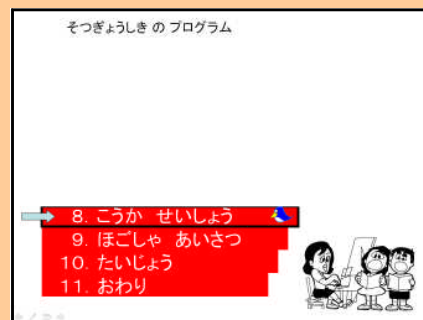 そつぎょうしき の プログラム
8. こうか　せいしょう
9. ほごしゃ　あいさつ
10. たいじょう
11. おわり